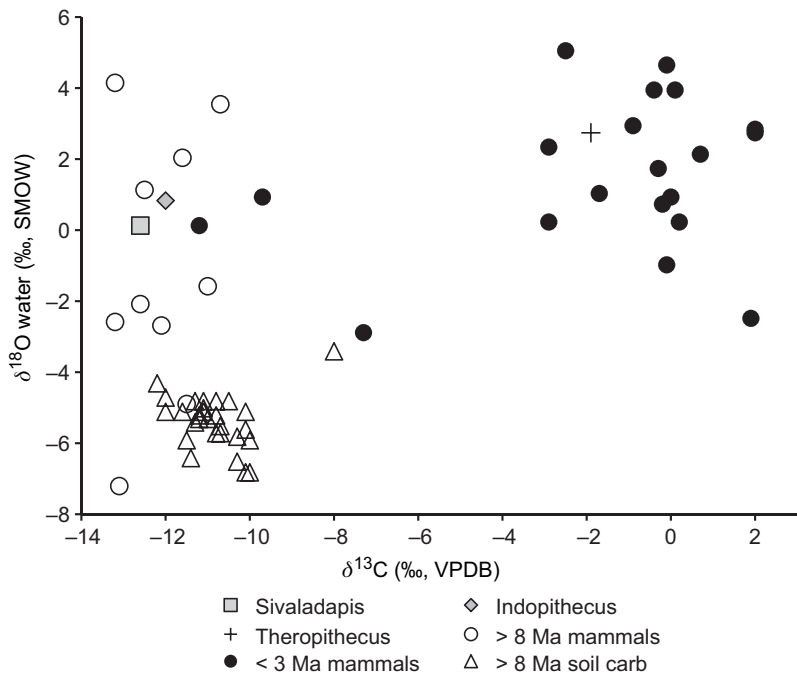 6
4
2
0
–2
–4
–6
–8
δ18O water (‰, SMOW)
–14 –12 –10 –8 –6 –4 –2 0 2
δ13C (‰, VPDB)
Sivaladapis Indopithecus
Theropithecus > 8 Ma mammals
< 3 Ma mammals > 8 Ma soil carb